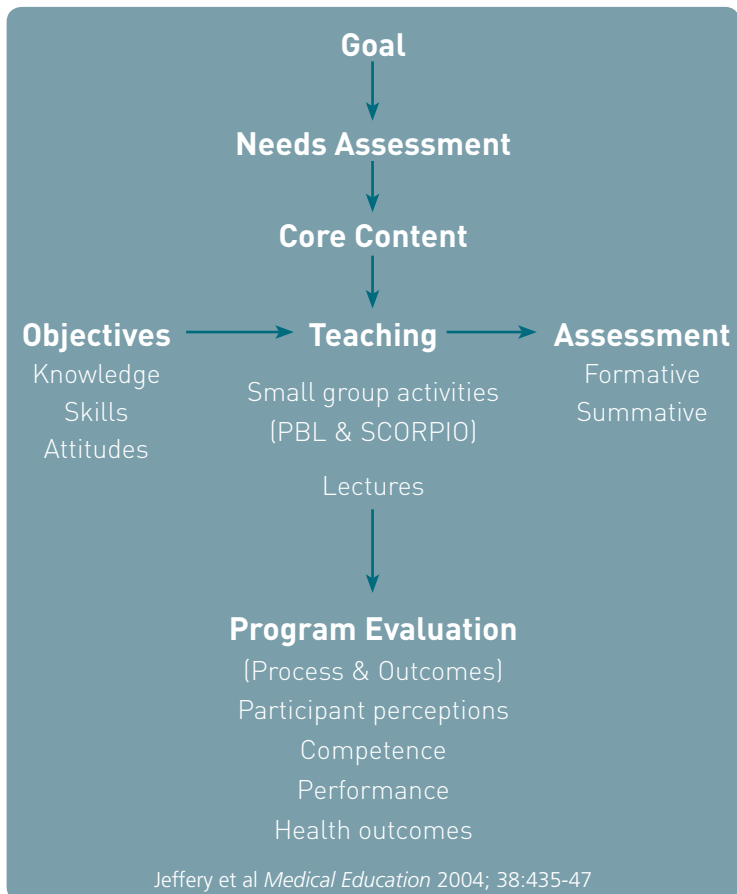 Goal
Needs Assessment
Core Content
Objectives
Knowledge
Skills
Attitudes
Teaching
Small group activities
(PBL & SCORPIO)
Lectures
Assessment
Formative
Summative
Program Evaluation
(Process & Outcomes)
Participant perceptions
Competence
Performance
Health outcomes
Jeffery et al Medical Education 2004; 38:435-47